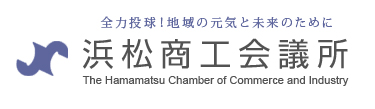 全力投球！地域の元気と未来のために
浜松商工会議所
The Hamamatsu Chamber of Commerce and Industry